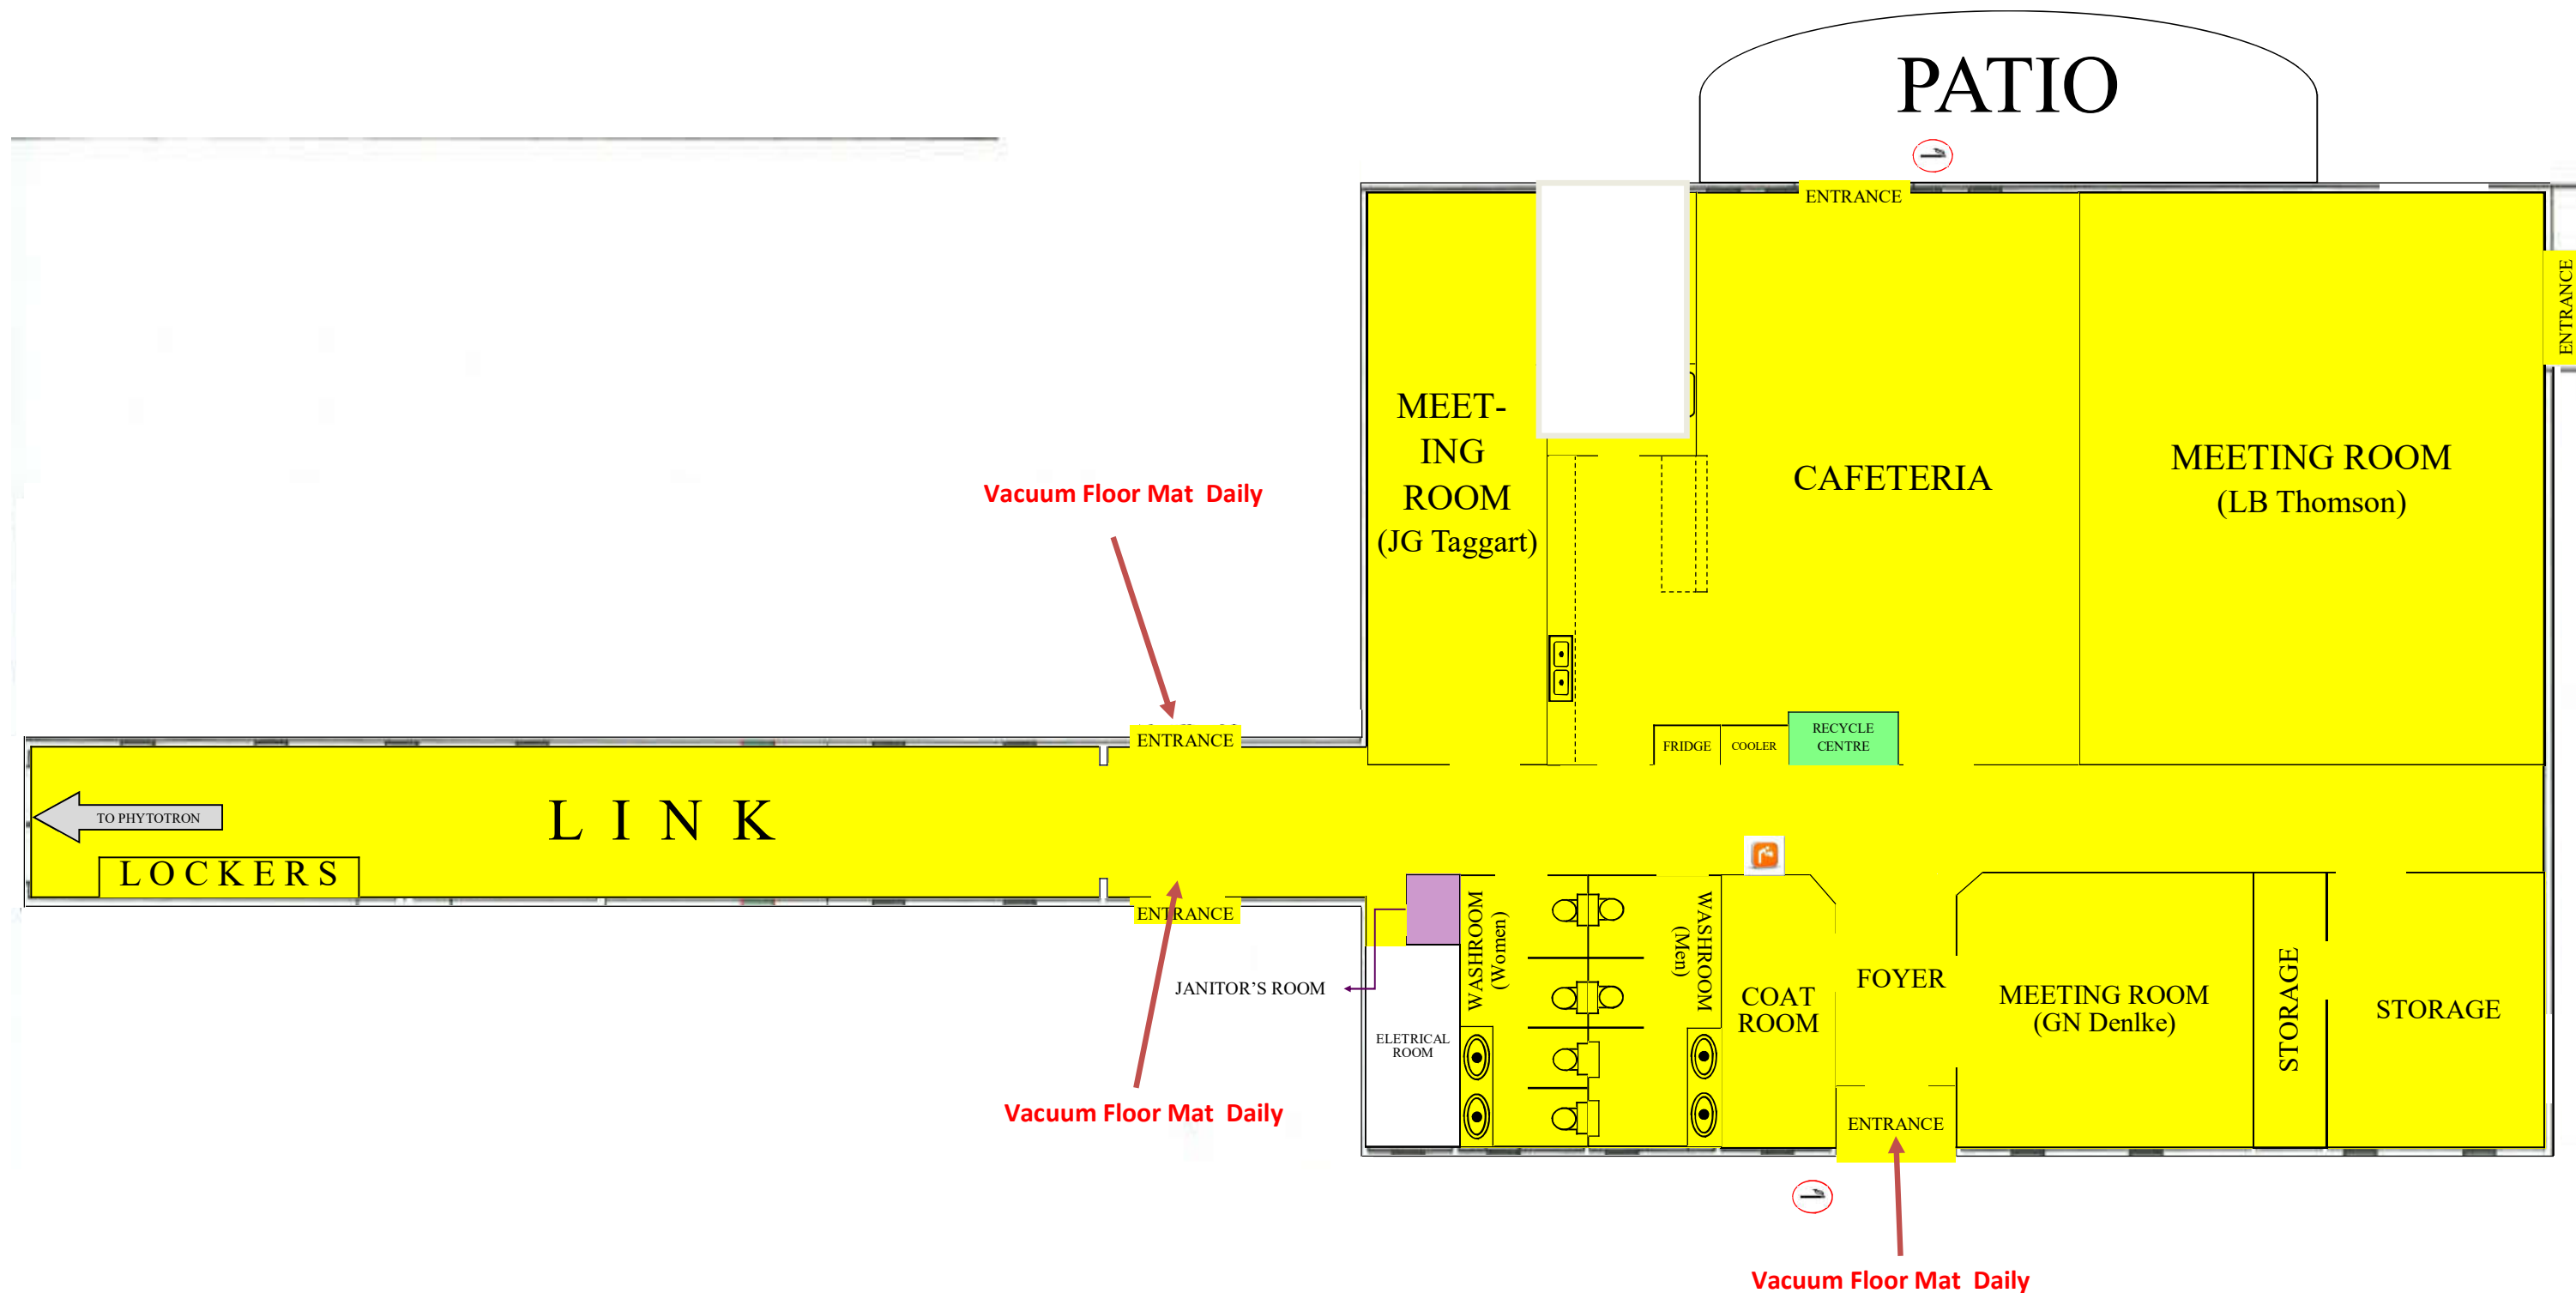 PATIO
ENTRANCE
ENTRANCE
MEET-
ING
ROOM
(JG Taggart)
CAFETERIA
MEETING ROOM
(LB Thomson)
Vacuum Floor Mat  Daily
ENTRANCE
FRIDGE
COOLER
RECYCLE
CENTRE
TO PHYTOTRON
LINK
LOCKERS
ENTRANCE
JANITOR'S ROOM
ELETRICAL
ROOM
WASHROOM
(Women)
WASHROOM
(Men)
COAT
ROOM
FOYER
MEETING ROOM
(GN Denlke)
STORAGE
STORAGE
ENTRANCE
Vacuum Floor Mat  Daily
Vacuum Floor Mat  Daily